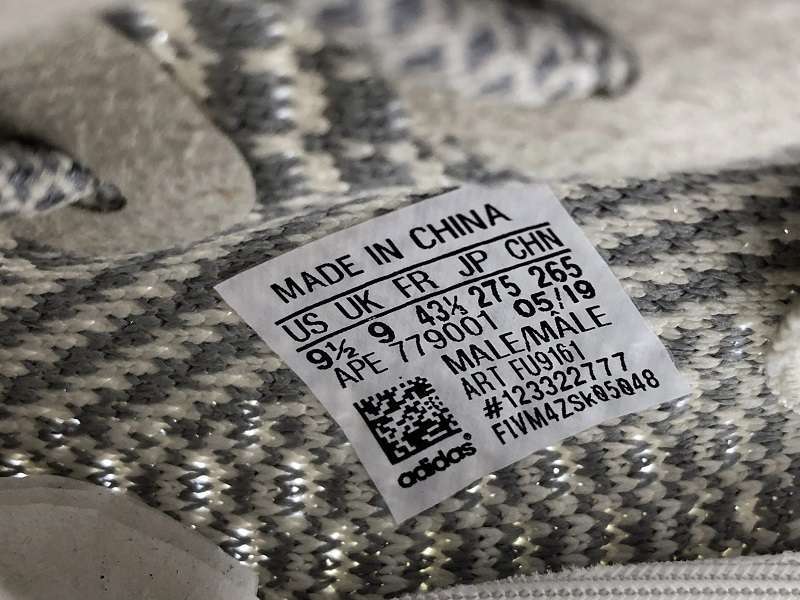 MADE IN CHINA
US UK FR JP CHN
9½ 9 43⅓ 275 265
APE 779001 05/19
MALE/MÂLE
ART FU9161
#123322777
FIVM4ZSkQ5Q48
adidas®